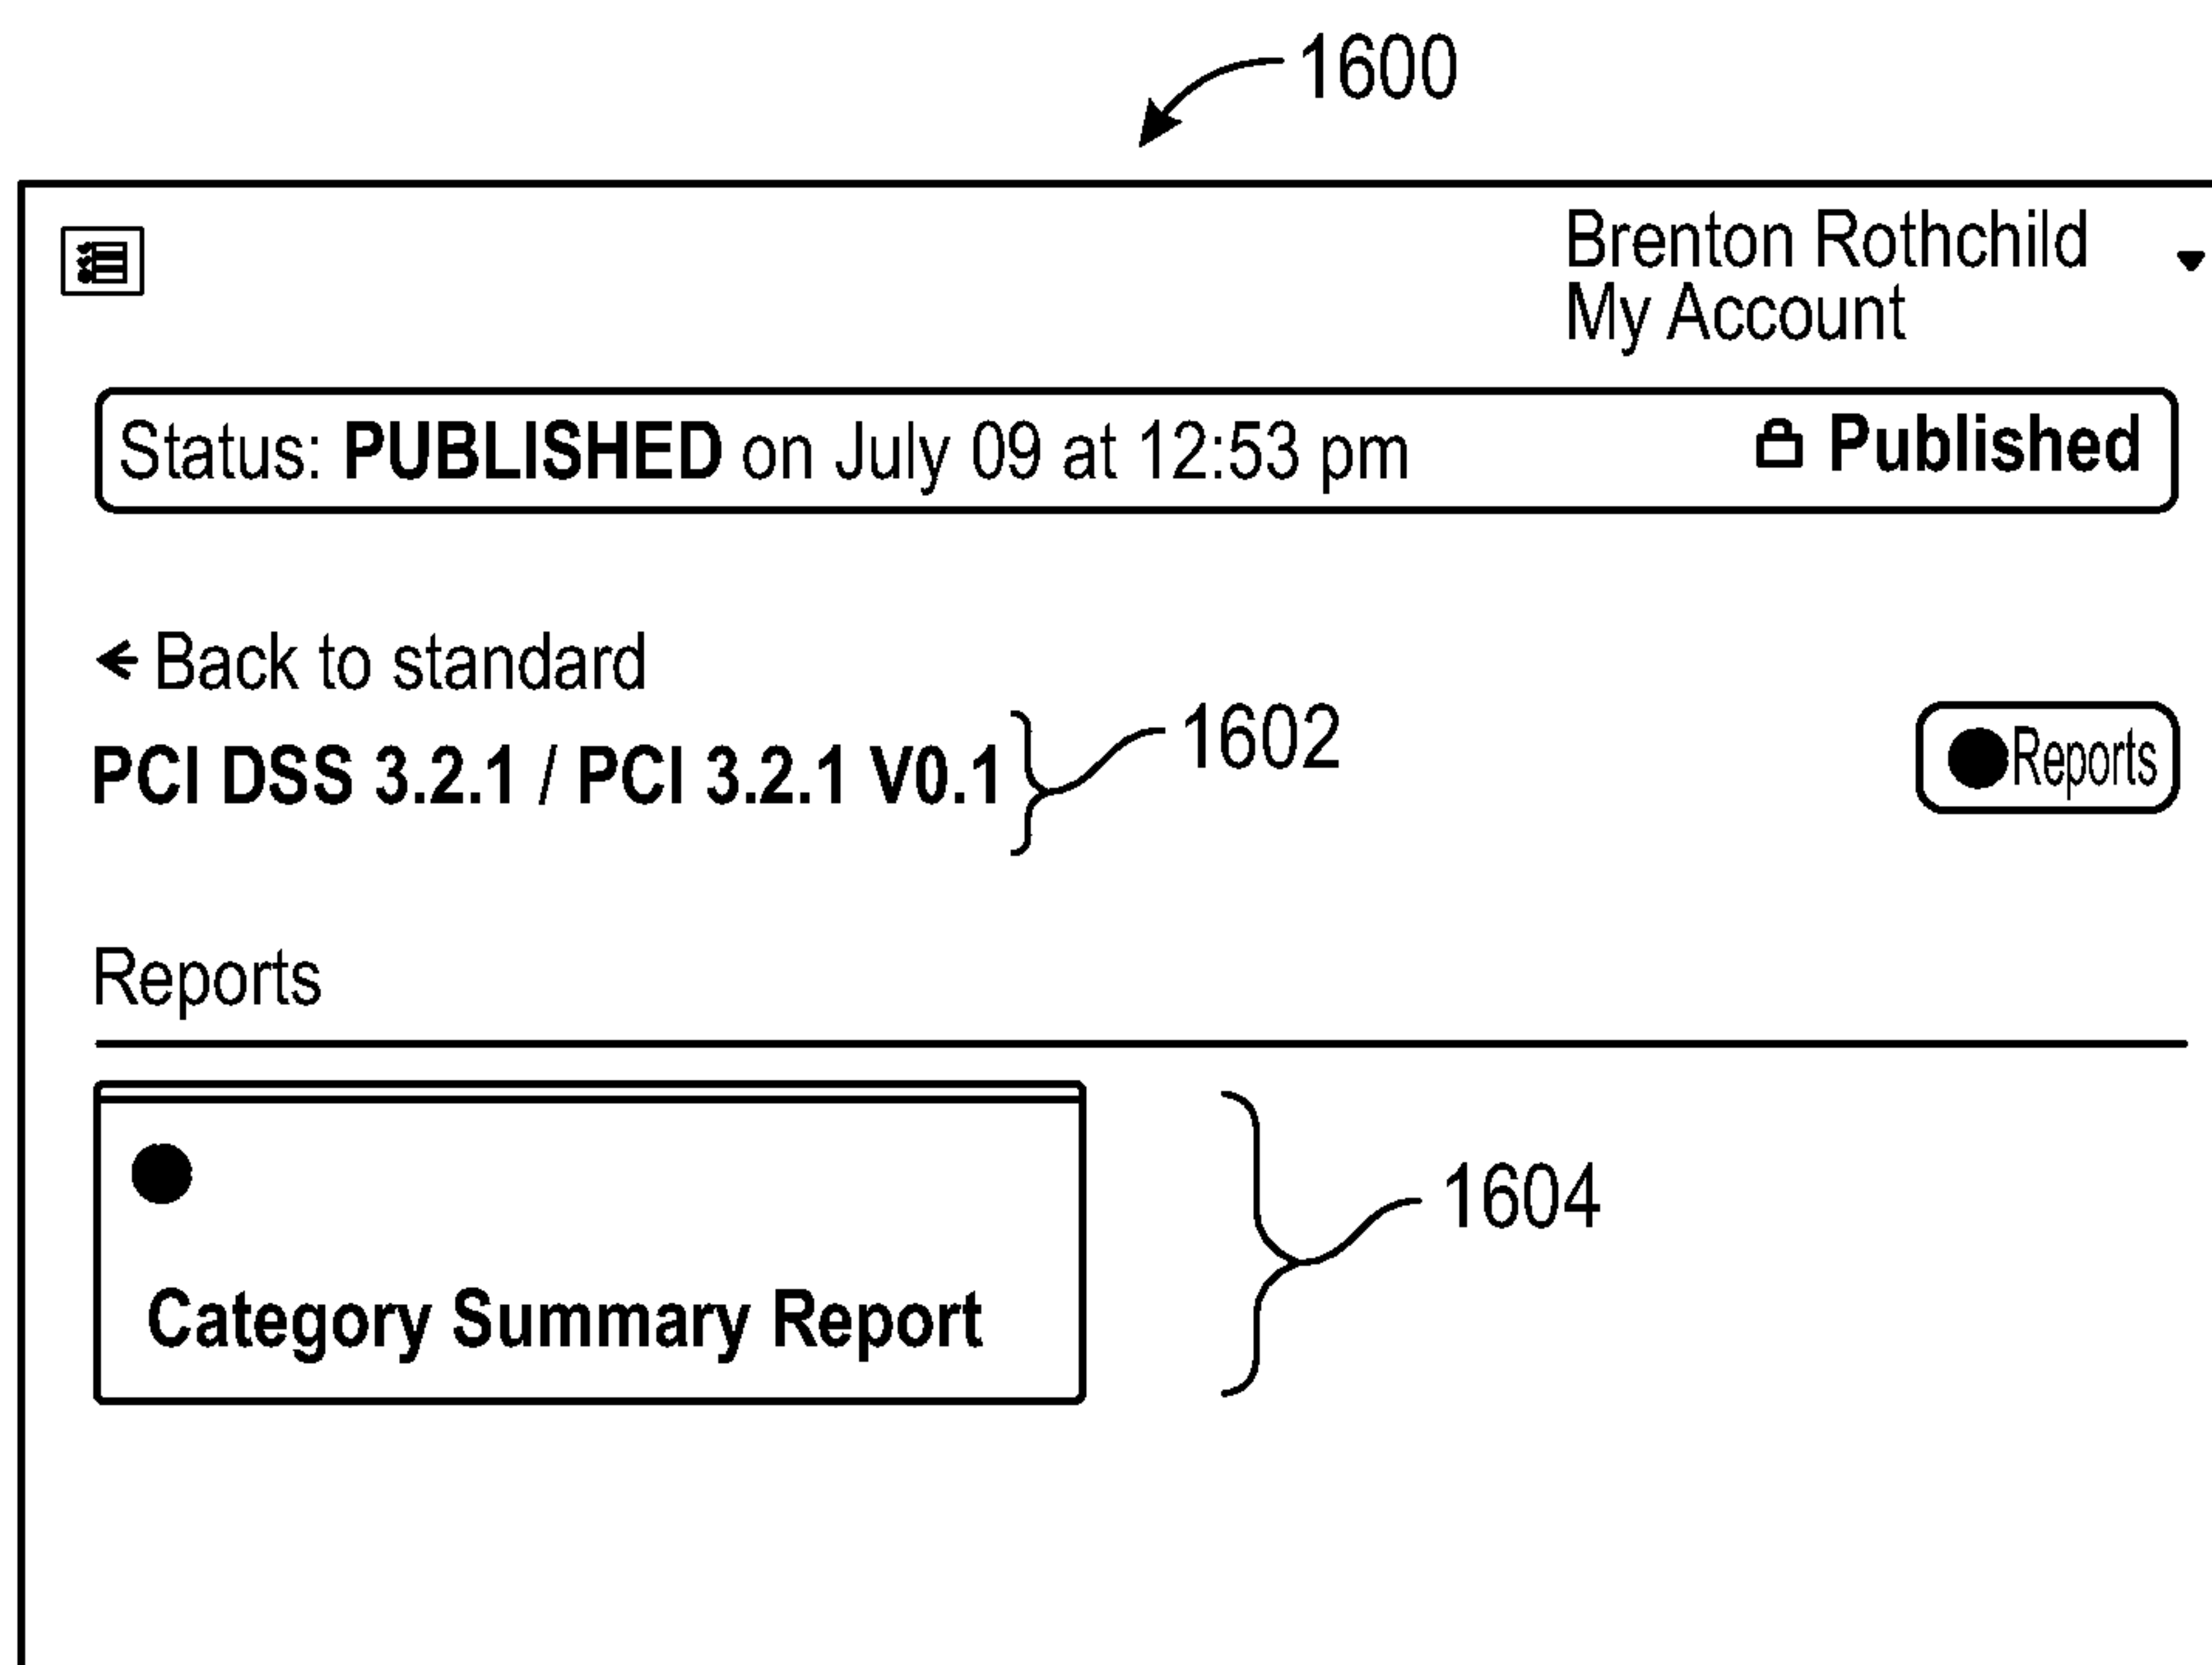 1600
Brenton Rothchild
My Account
Status: PUBLISHED on July 09 at 12:53 pm Published
Back to standard
PCI DSS 3.2.1 / PCI 3.2.1 V0.1
1602
Reports
Reports
1604
Category Summary Report